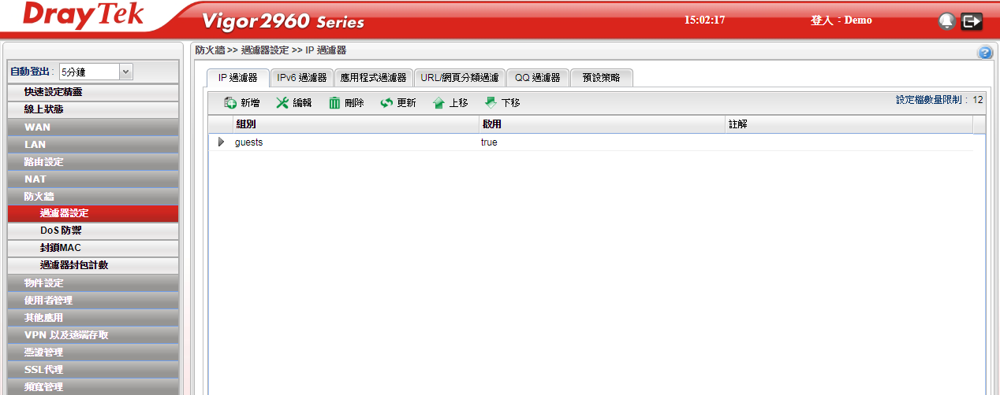 DrayTek
Vigor2960 Series
15:02:17
登入：Demo
自動登出: 5分鐘
快速設定精靈
線上狀態
WAN
LAN
路由設定
NAT
防火牆
過濾器設定
DoS 防禦
封鎖MAC
過濾器封包計數
物件設定
使用者管理
其他應用
VPN 以及遠端存取
憑證管理
SSL代理
頻寬管理
防火牆 >> 過濾器設定 >> IP 過濾器
IP 過濾器 IPv6 過濾器 應用程式過濾器 URL/網頁分類過濾 QQ 過濾器 預設策略
新增 編輯 刪除 更新 上移 下移 設定檔數量限制： 12
組別 啟用 註解
guests true